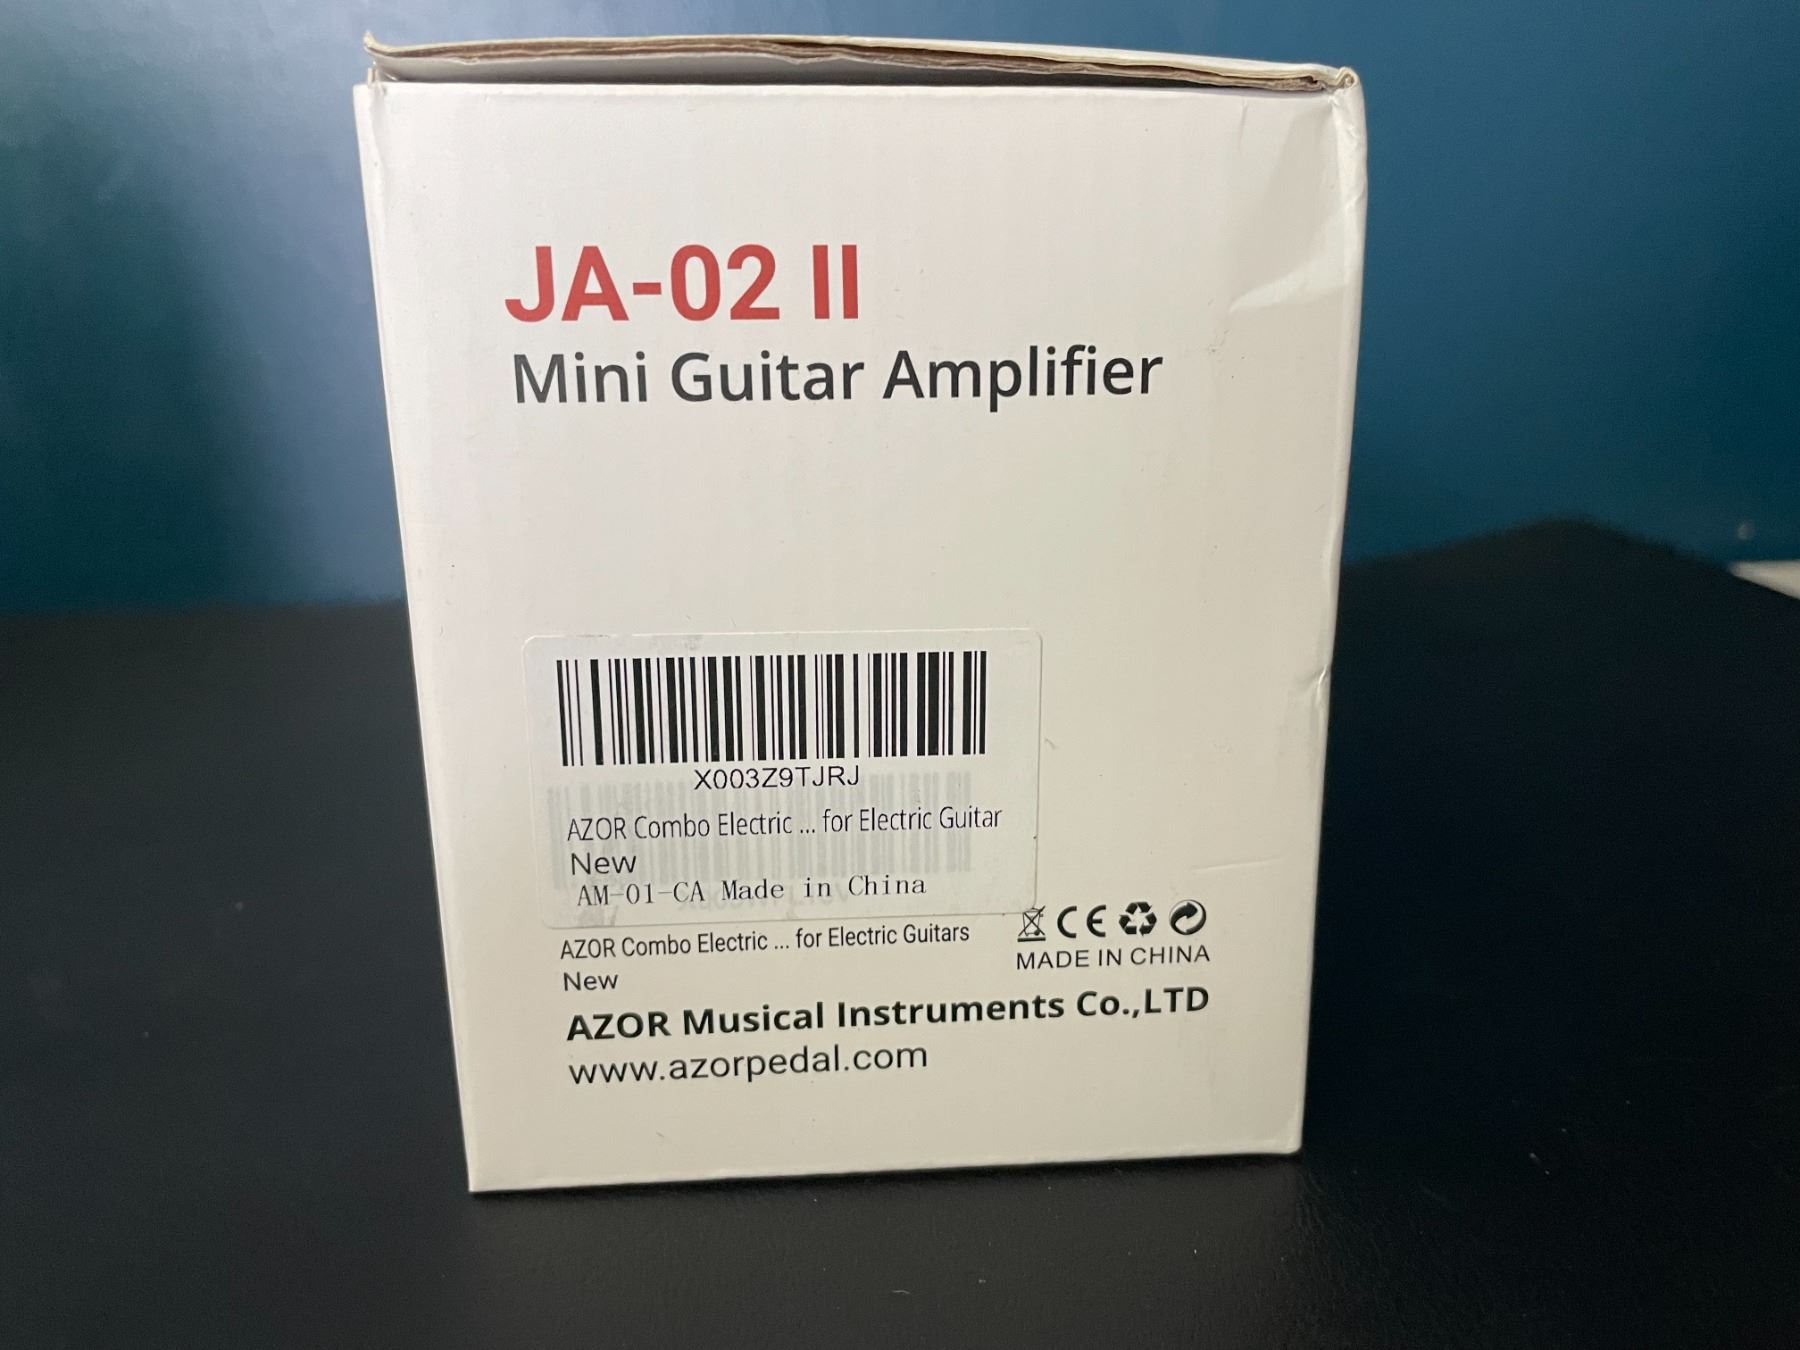 JA-02 II
Mini Guitar Amplifier
X003Z9TJRJ
AZOR Combo Electric ... for Electric Guitar
New
AM-01-CA Made in China
AZOR Combo Electric ... for Electric Guitars
New
CE
MADE IN CHINA
AZOR Musical Instruments Co.,LTD
www.azorpedal.com